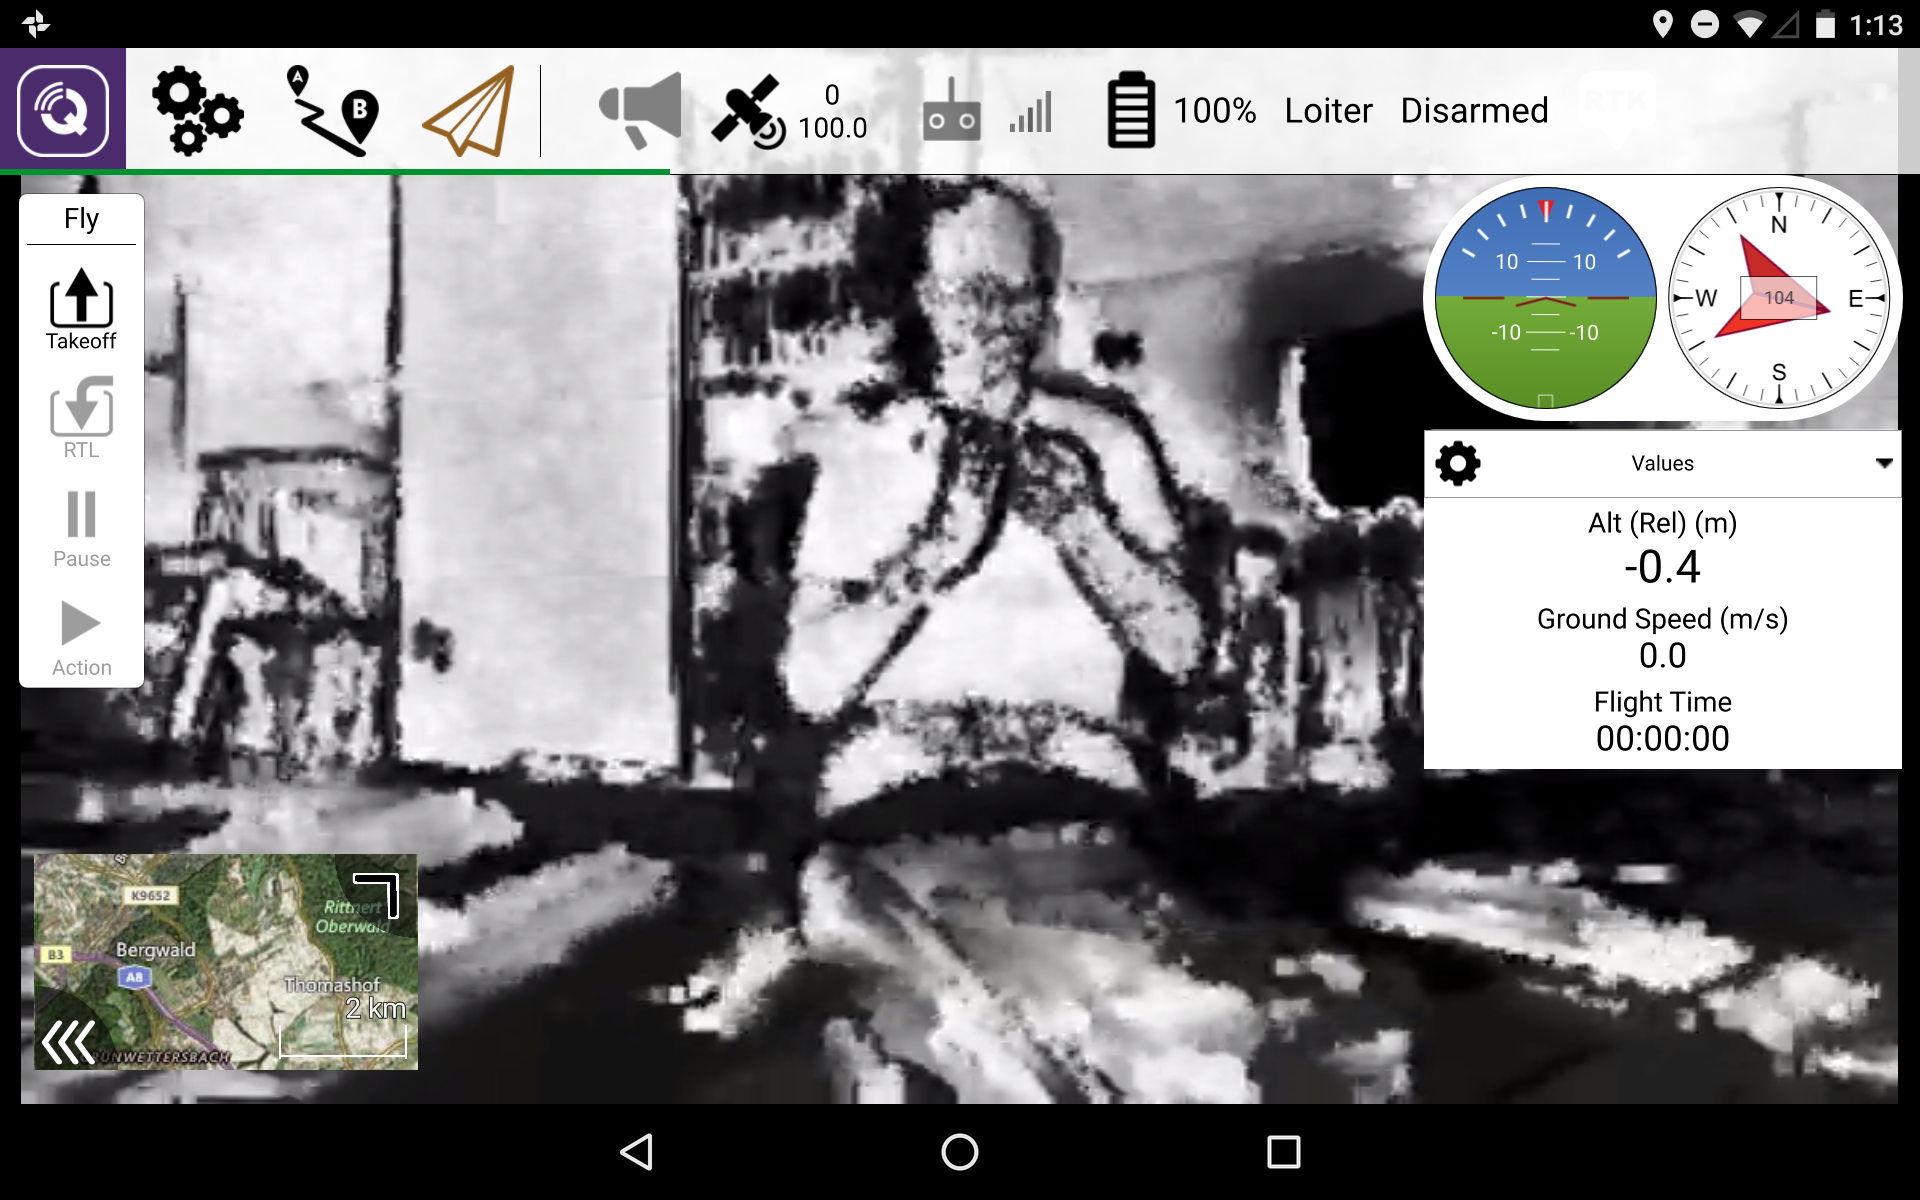 1:13
A
B
0
100.0
100%
Loiter
Disarmed
RTK
Fly
Takeoff
RTL
Pause
Action
10 10
-10 -10
N
W 104 E
S
Values
Alt (Rel) (m)
-0.4
Ground Speed (m/s)
0.0
Flight Time
00:00:00
K9652
Rittnert
Oberwald
Bergwald
B3
A8
Thomashof
2 km
GRÜNWETTERSBACH